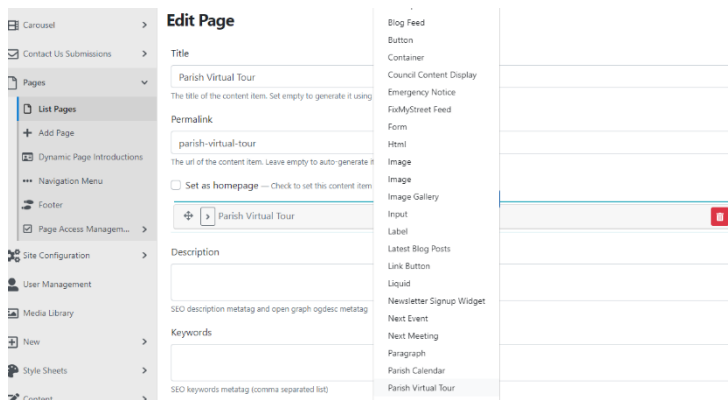 Carousel
Contact Us Submissions
Pages
List Pages
Add Page
Dynamic Page Introductions
Navigation Menu
Footer
Page Access Managem...
Site Configuration
User Management
Media Library
New
Style Sheets
Content
Edit Page
Title
Parish Virtual Tour
The title of the content item. Set empty to generate it using
Permalink
parish-virtual-tour
The url of the content item. Leave empty to auto-generate it
Set as homepage — Check to set this content item
Parish Virtual Tour
Description
SEO description metatag and open graph ogdesc metatag
Keywords
SEO keywords metatag (comma separated list)
Blog Feed
Button
Container
Council Content Display
Emergency Notice
FixMyStreet Feed
Form
Html
Image
Image
Image Gallery
Input
Label
Latest Blog Posts
Link Button
Liquid
Newsletter Signup Widget
Next Event
Next Meeting
Paragraph
Parish Calendar
Parish Virtual Tour